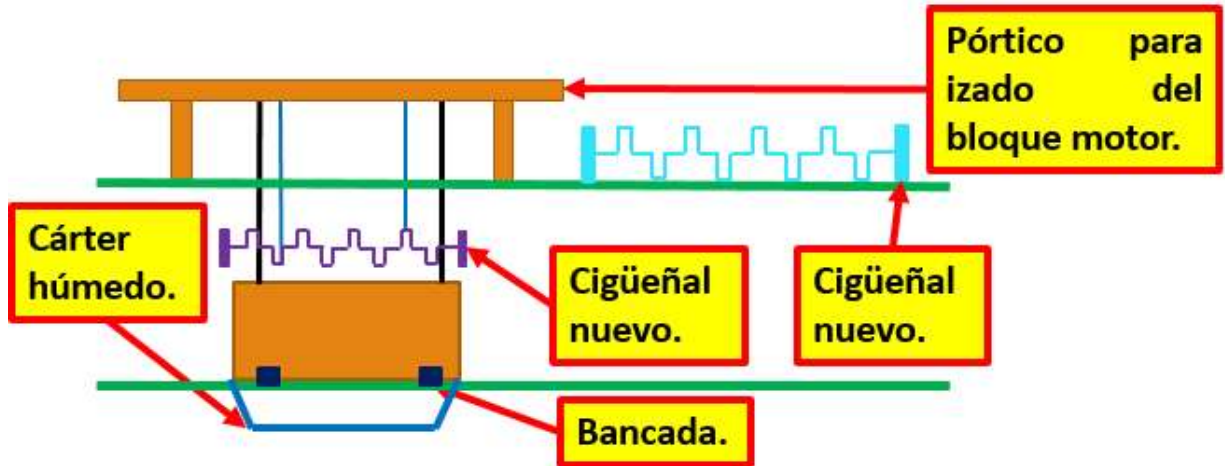 Pórtico para
izado del
bloque motor.
Cárter
húmedo.
Cigüeñal
nuevo.
Cigüeñal
nuevo.
Bancada.